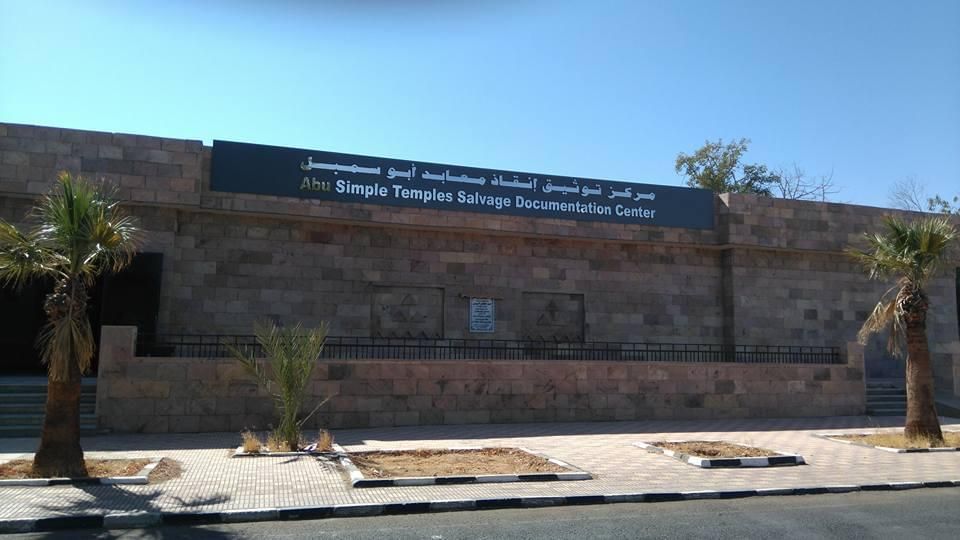 مركز توثيق إنقاذ معابد أبو سمبل
Abu Simple Temples Salvage Documentation Center